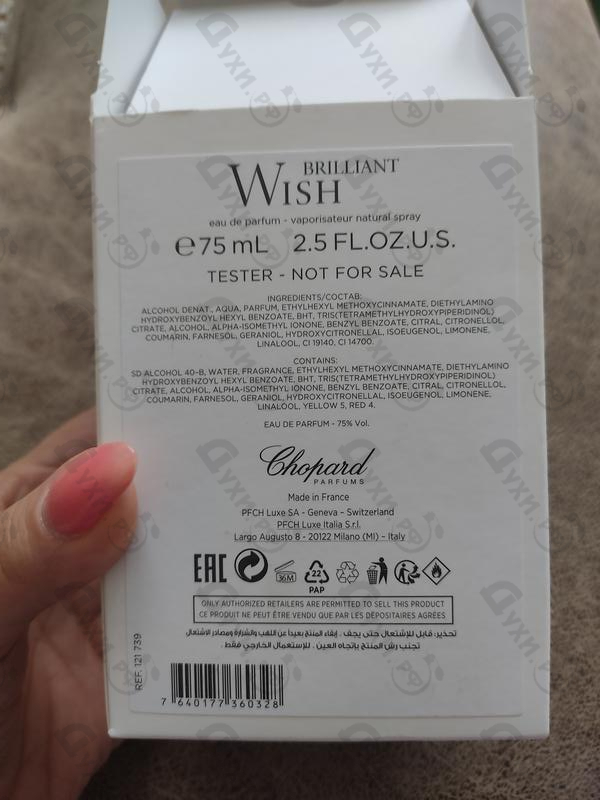 BRILLIANT
WISH
eau de parfum - vaporisateur natural spray
℮75 mL 2.5 FL.OZ.U.S.
TESTER - NOT FOR SALE
INGREDIENTS/СОСТАВ:
ALCOHOL DENAT., AQUA, PARFUM, ETHYLHEXYL METHOXYCINNAMATE, DIETHYLAMINO
HYDROXYBENZOYL HEXYL BENZOATE, BHT, TRIS(TETRAMETHYLHYDROXYPIPERIDINOL)
CITRATE, ALCOHOL, ALPHA-ISOMETHYL IONONE, BENZYL BENZOATE, CITRAL, CITRONELLOL,
COUMARIN, FARNESOL, GERANIOL, HYDROXYCITRONELLAL, ISOEUGENOL, LIMONENE,
LINALOOL, CI 19140, CI 14700.
CONTAINS:
SD ALCOHOL 40-B, WATER, FRAGRANCE, ETHYLHEXYL METHOXYCINNAMATE, DIETHYLAMINO
HYDROXYBENZOYL HEXYL BENZOATE, BHT, TRIS(TETRAMETHYLHYDROXYPIPERIDINOL)
CITRATE, ALCOHOL, ALPHA-ISOMETHYL IONONE, BENZYL BENZOATE, CITRAL, CITRONELLOL,
COUMARIN, FARNESOL, GERANIOL, HYDROXYCITRONELLAL, ISOEUGENOL, LIMONENE,
LINALOOL, YELLOW 5, RED 4.
EAU DE PARFUM - 75% Vol.
Chopard
PARFUMS
Made in France
PFCH Luxe SA - Geneva - Switzerland
PFCH Luxe Italia S.r.l.
Largo Augusto 8 - 20122 Milano (MI) - Italy
EAC 36M 22
PAP
ONLY AUTHORIZED RETAILERS ARE PERMITTED TO SELL THIS PRODUCT
CE PRODUIT NE PEUT ÊTRE VENDU QUE PAR LES DÉPOSITAIRES AGRÉES
تحذير: قابل للإشتعال حتى يجف . إبقاء المنتج بعيداً عن اللهب والشرارة ومصادر الاشتعال
تجنب رش المنتج باتجاه العين . للإستعمال الخارجي فقط .
REF. 121 739
7 640177 360328
Духи.рф